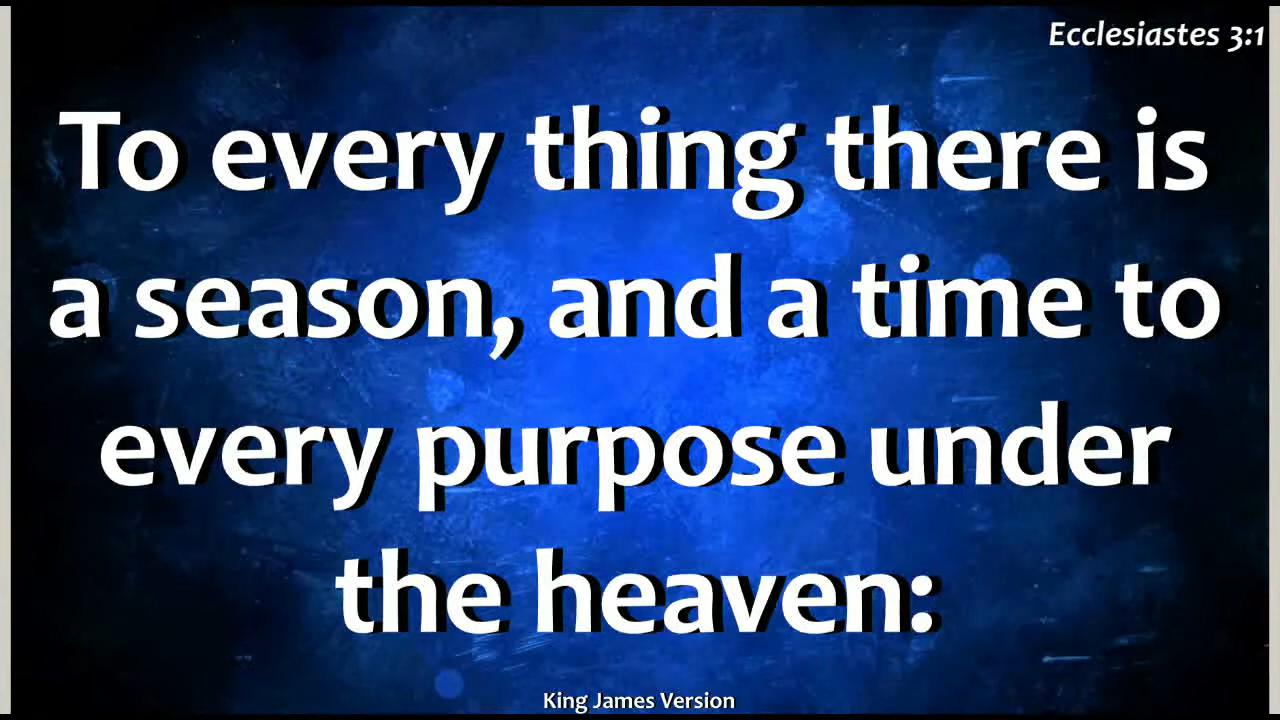 Ecclesiastes 3:1
To every thing there is
a season, and a time to
every purpose under
the heaven:
King James Version